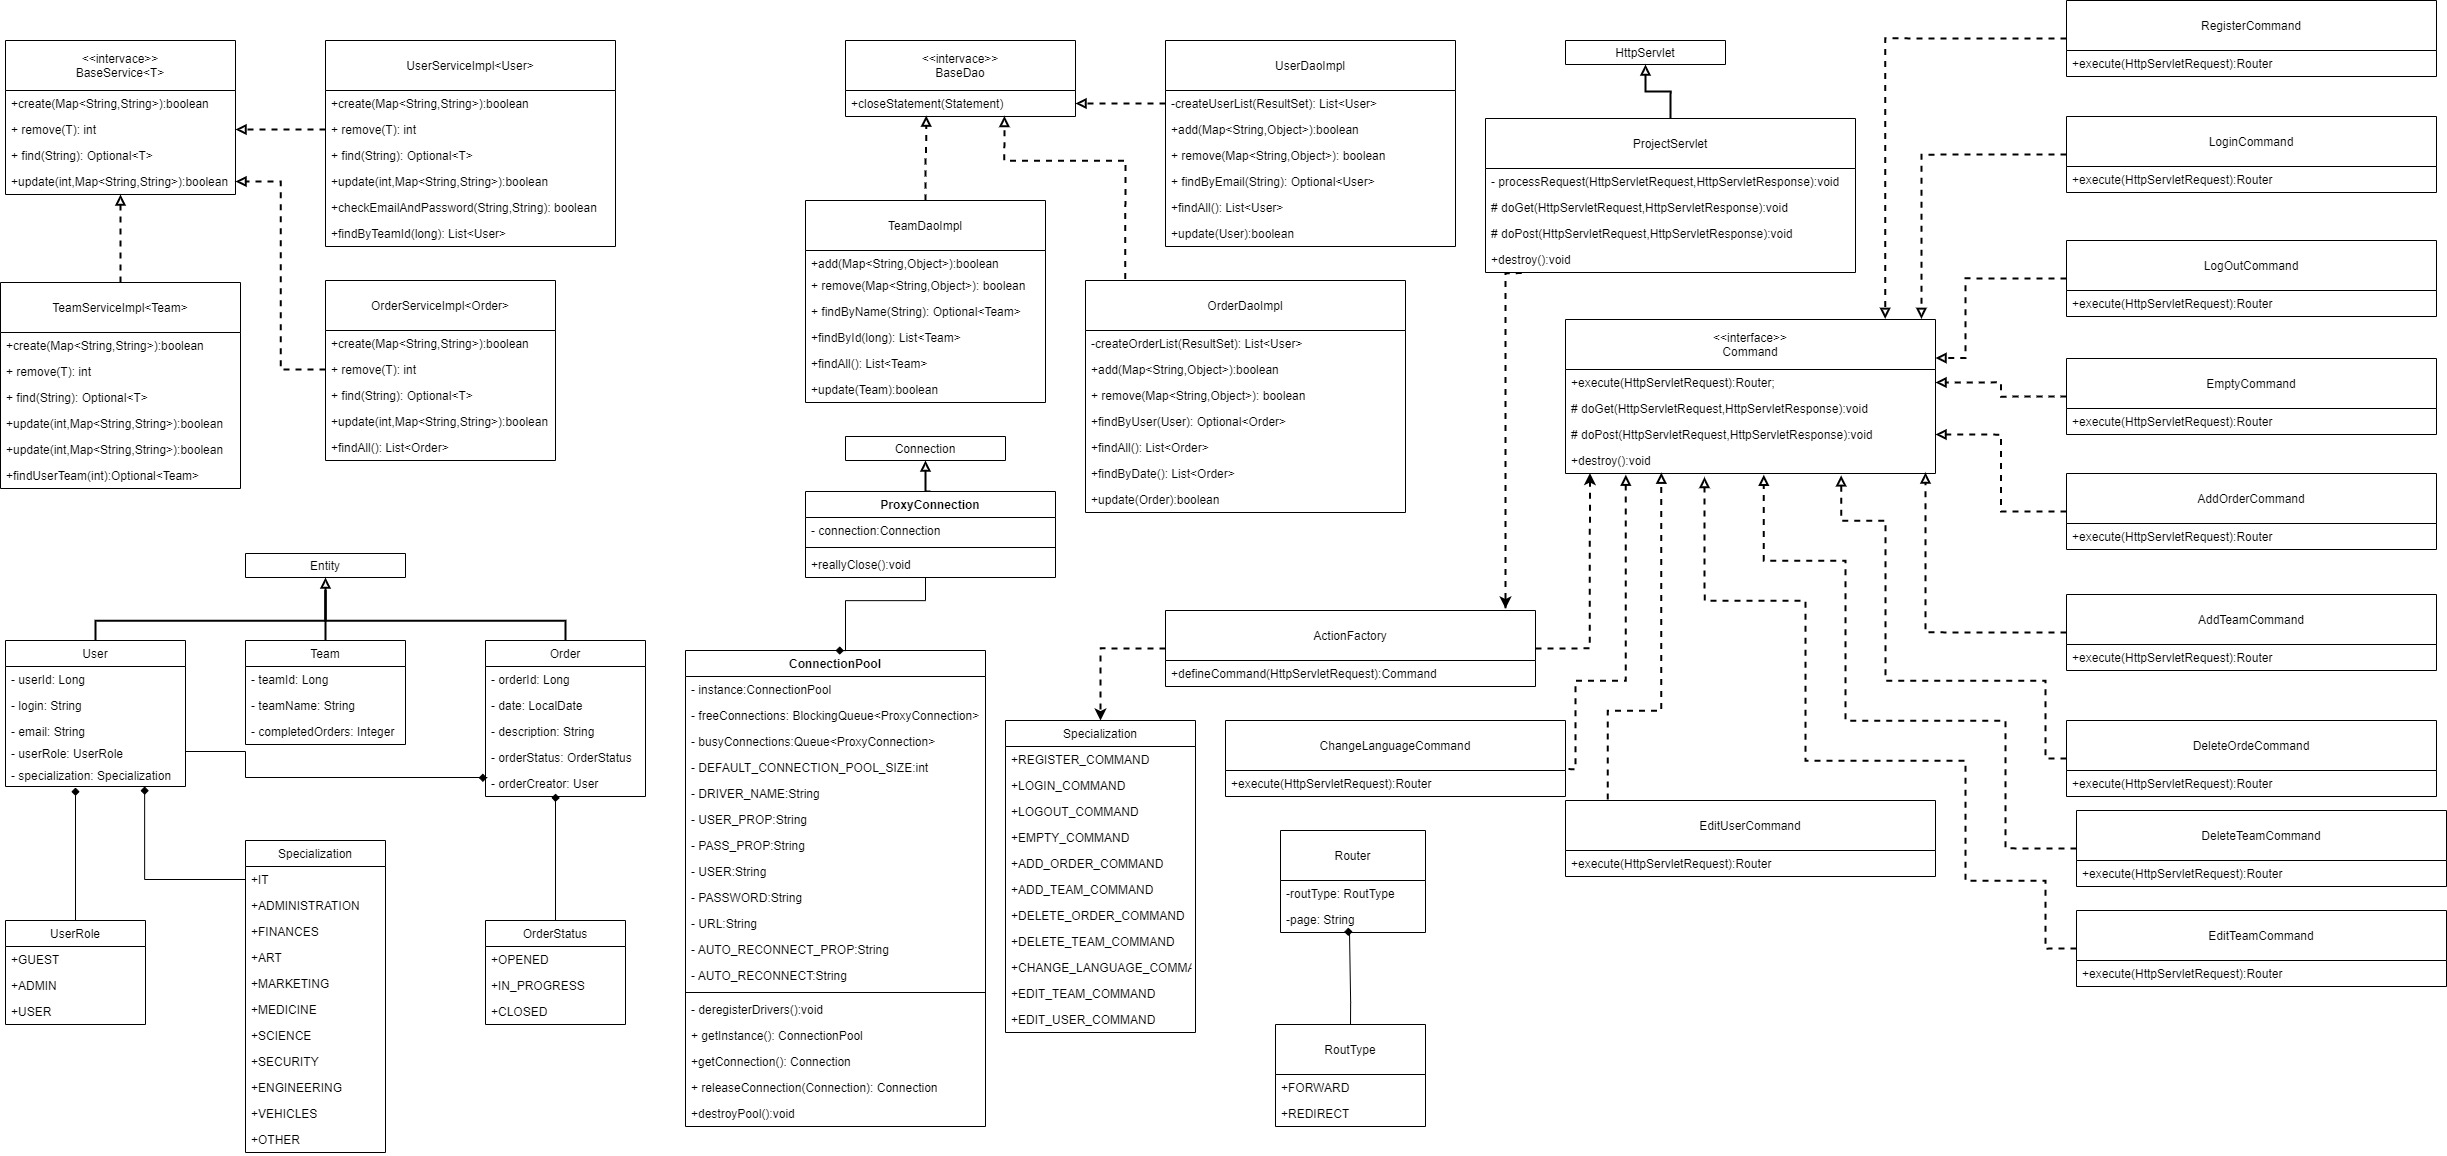 <<intervace>>
BaseService<T>
+create(Map<String,String>):boolean
+ remove(T): int
+ find(String): Optional<T>
+update(int,Map<String,String>):boolean
UserServiceImpl<User>
+create(Map<String,String>):boolean
+ remove(T): int
+ find(String): Optional<T>
+update(int,Map<String,String>):boolean
+checkEmailAndPassword(String,String): boolean
+findByTeamId(long): List<User>
TeamServiceImpl<Team>
+create(Map<String,String>):boolean
+ remove(T): int
+ find(String): Optional<T>
+update(int,Map<String,String>):boolean
+update(int,Map<String,String>):boolean
+findUserTeam(int):Optional<Team>
OrderServiceImpl<Order>
+create(Map<String,String>):boolean
+ remove(T): int
+ find(String): Optional<T>
+update(int,Map<String,String>):boolean
+findAll(): List<Order>
Entity
User
- userId: Long
- login: String
- email: String
- userRole: UserRole
- specialization: Specialization
Team
- teamId: Long
- teamName: String
- completedOrders: Integer
Order
- orderId: Long
- date: LocalDate
- description: String
- orderStatus: OrderStatus
- orderCreator: User
UserRole
+GUEST
+ADMIN
+USER
Specialization
+IT
+ADMINISTRATION
+FINANCES
+ART
+MARKETING
+MEDICINE
+SCIENCE
+SECURITY
+ENGINEERING
+VEHICLES
+OTHER
OrderStatus
+OPENED
+IN_PROGRESS
+CLOSED
<<intervace>>
BaseDao
+closeStatement(Statement)
UserDaoImpl
-createUserList(ResultSet): List<User>
+add(Map<String,Object>):boolean
+ remove(Map<String,Object>): boolean
+ findByEmail(String): Optional<User>
+findAll(): List<User>
+update(User):boolean
TeamDaoImpl
+add(Map<String,Object>):boolean
+ remove(Map<String,Object>): boolean
+ findByName(String): Optional<Team>
+findById(long): List<Team>
+findAll(): List<Team>
+update(Team):boolean
OrderDaoImpl
-createOrderList(ResultSet): List<User>
+add(Map<String,Object>):boolean
+ remove(Map<String,Object>): boolean
+findByUser(User): Optional<Order>
+findAll(): List<Order>
+findByDate(): List<Order>
+update(Order):boolean
Connection
ProxyConnection
- connection:Connection
+reallyClose():void
ConnectionPool
- instance:ConnectionPool
- freeConnections: BlockingQueue<ProxyConnection>
- busyConnections:Queue<ProxyConnection>
- DEFAULT_CONNECTION_POOL_SIZE:int
- DRIVER_NAME:String
- USER_PROP:String
- PASS_PROP:String
- USER:String
- PASSWORD:String
- URL:String
- AUTO_RECONNECT_PROP:String
- AUTO_RECONNECT:String
- deregisterDrivers():void
+ getInstance(): ConnectionPool
+getConnection(): Connection
+ releaseConnection(Connection): Connection
+destroyPool():void
HttpServlet
ProjectServlet
- processRequest(HttpServletRequest,HttpServletResponse):void
# doGet(HttpServletRequest,HttpServletResponse):void
# doPost(HttpServletRequest,HttpServletResponse):void
+destroy():void
<<interface>>
Command
+execute(HttpServletRequest):Router;
# doGet(HttpServletRequest,HttpServletResponse):void
# doPost(HttpServletRequest,HttpServletResponse):void
+destroy():void
ActionFactory
+defineCommand(HttpServletRequest):Command
Specialization
+REGISTER_COMMAND
+LOGIN_COMMAND
+LOGOUT_COMMAND
+EMPTY_COMMAND
+ADD_ORDER_COMMAND
+ADD_TEAM_COMMAND
+DELETE_ORDER_COMMAND
+DELETE_TEAM_COMMAND
+CHANGE_LANGUAGE_COMMA
+EDIT_TEAM_COMMAND
+EDIT_USER_COMMAND
ChangeLanguageCommand
+execute(HttpServletRequest):Router
Router
-routType: RoutType
-page: String
RoutType
+FORWARD
+REDIRECT
EditUserCommand
+execute(HttpServletRequest):Router
RegisterCommand
+execute(HttpServletRequest):Router
LoginCommand
+execute(HttpServletRequest):Router
LogOutCommand
+execute(HttpServletRequest):Router
EmptyCommand
+execute(HttpServletRequest):Router
AddOrderCommand
+execute(HttpServletRequest):Router
AddTeamCommand
+execute(HttpServletRequest):Router
DeleteOrdeCommand
+execute(HttpServletRequest):Router
DeleteTeamCommand
+execute(HttpServletRequest):Router
EditTeamCommand
+execute(HttpServletRequest):Router